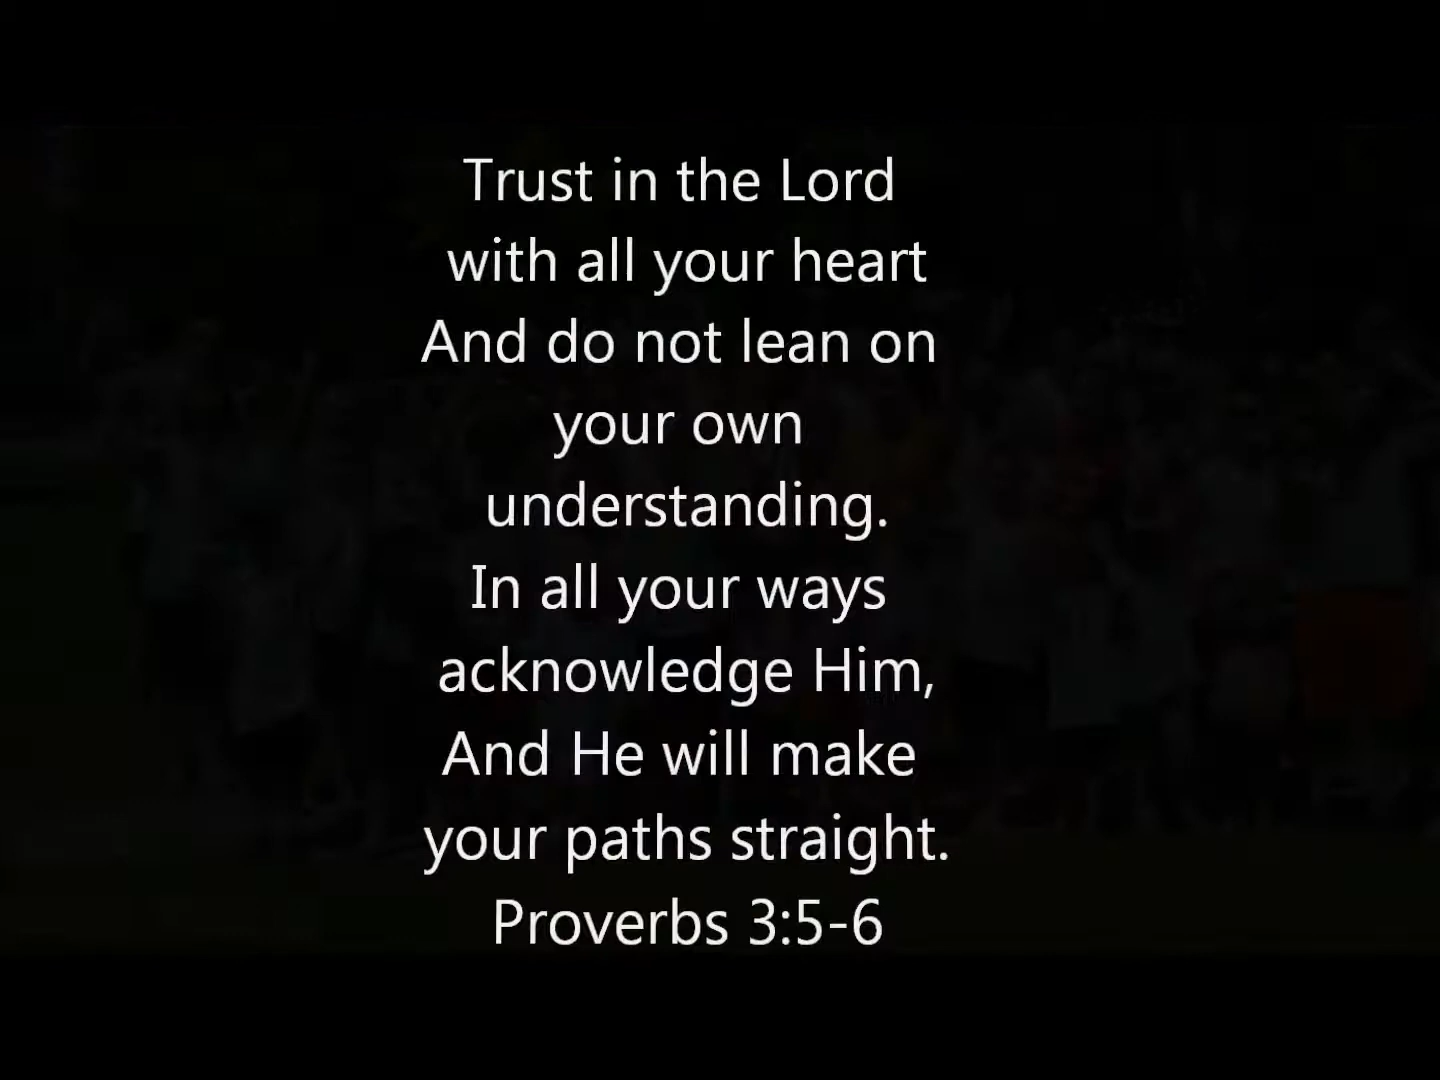 Trust in the Lord
with all your heart
And do not lean on
your own
understanding.
In all your ways
acknowledge Him,
And He will make
your paths straight.
Proverbs 3:5-6